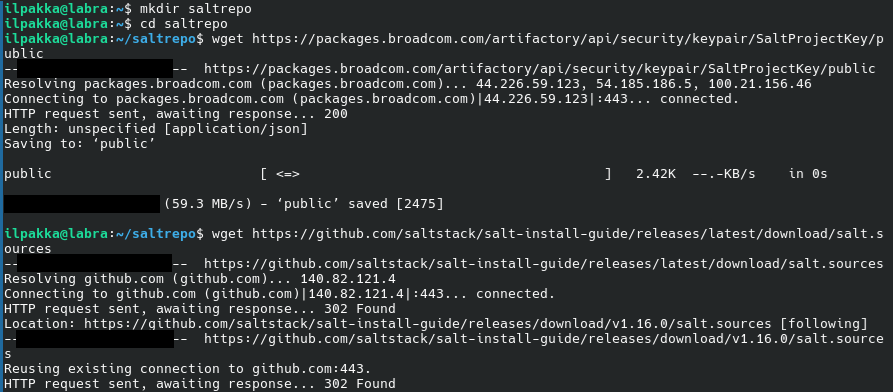 ilpakka@labra:~$ mkdir saltrepo
ilpakka@labra:~$ cd saltrepo
ilpakka@labra:~/saltrepo$ wget https://packages.broadcom.com/artifactory/api/security/keypair/SaltProjectKey/p
ublic
-- --  https://packages.broadcom.com/artifactory/api/security/keypair/SaltProjectKey/public
Resolving packages.broadcom.com (packages.broadcom.com)... 44.226.59.123, 54.185.186.5, 100.21.156.46
Connecting to packages.broadcom.com (packages.broadcom.com)|44.226.59.123|:443... connected.
HTTP request sent, awaiting response... 200
Length: unspecified [application/json]
Saving to: ‘public’
public [ <=> ] 2.42K --.-KB/s in 0s
(59.3 MB/s) - ‘public’ saved [2475]
ilpakka@labra:~/saltrepo$ wget https://github.com/saltstack/salt-install-guide/releases/latest/download/salt.s
ources
-- --  https://github.com/saltstack/salt-install-guide/releases/latest/download/salt.sources
Resolving github.com (github.com)... 140.82.121.4
Connecting to github.com (github.com)|140.82.121.4|:443... connected.
HTTP request sent, awaiting response... 302 Found
Location: https://github.com/saltstack/salt-install-guide/releases/download/v1.16.0/salt.sources [following]
-- --  https://github.com/saltstack/salt-install-guide/releases/download/v1.16.0/salt.source
s
Reusing existing connection to github.com:443.
HTTP request sent, awaiting response... 302 Found